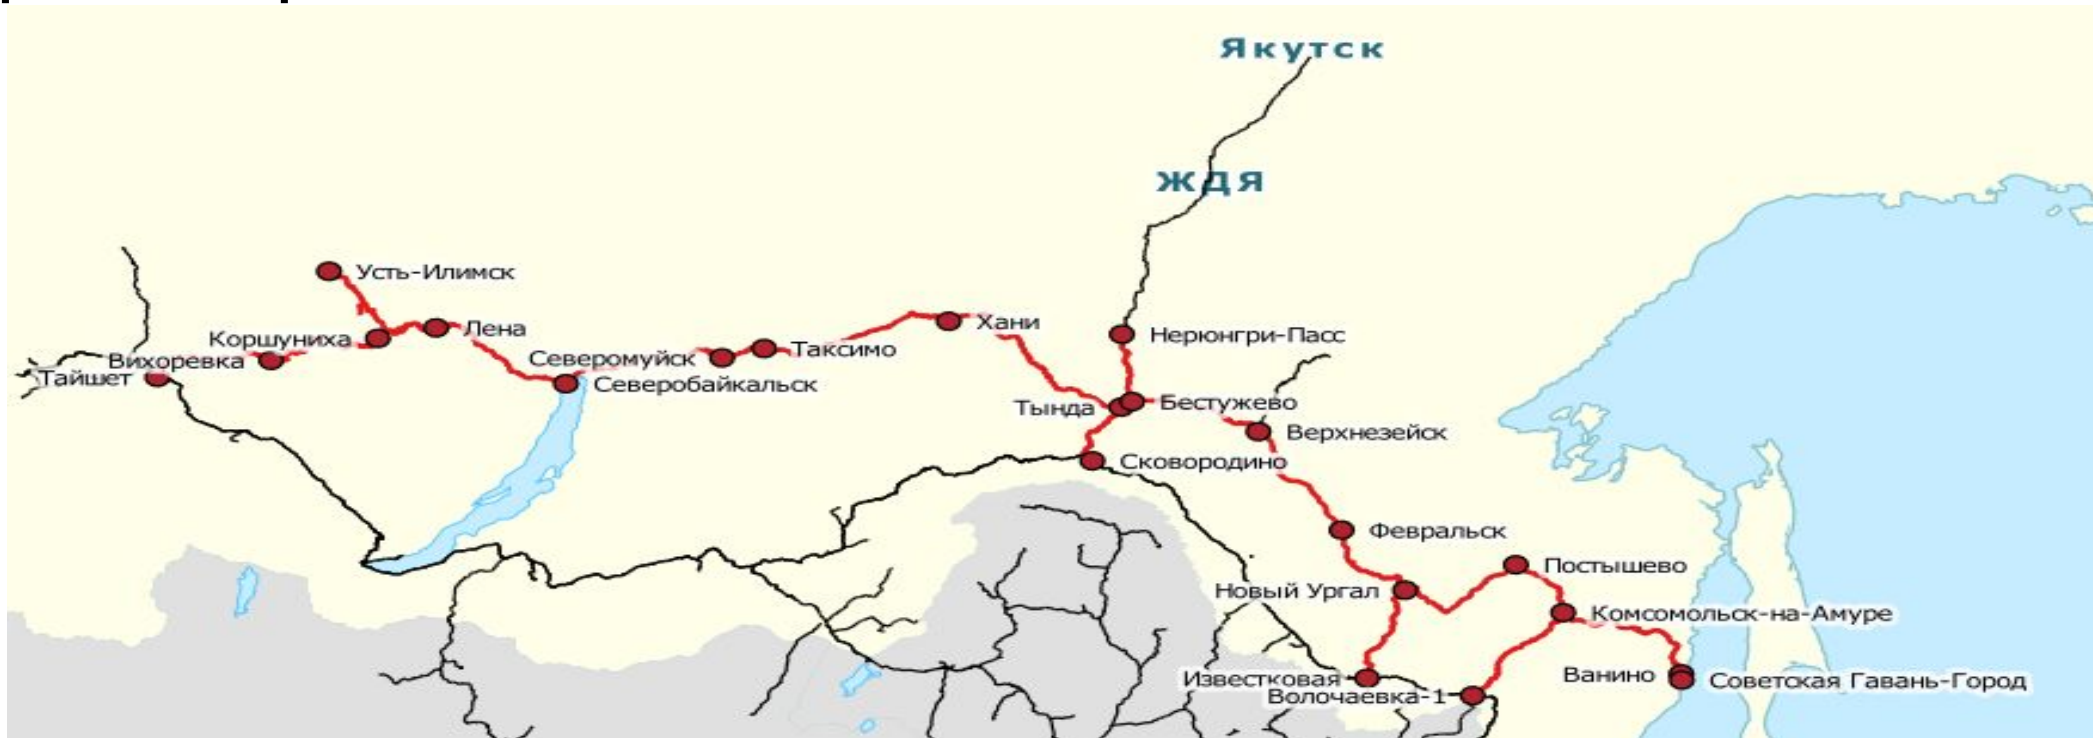 Якутск
ЖДЯ
Усть-Илимск
Коршуниха
Лена
Хани
Нерюнгри-Пасс
Вихоревка
Тайшет
Северомуйск
Таксимо
Северобайкальск
Тында
Бестужево
Верхнезейск
Сковородино
Февральск
Постышево
Новый Ургал
Комсомольск-на-Амуре
Известковая
Волочаевка-1
Ванино
Советская Гавань-Город